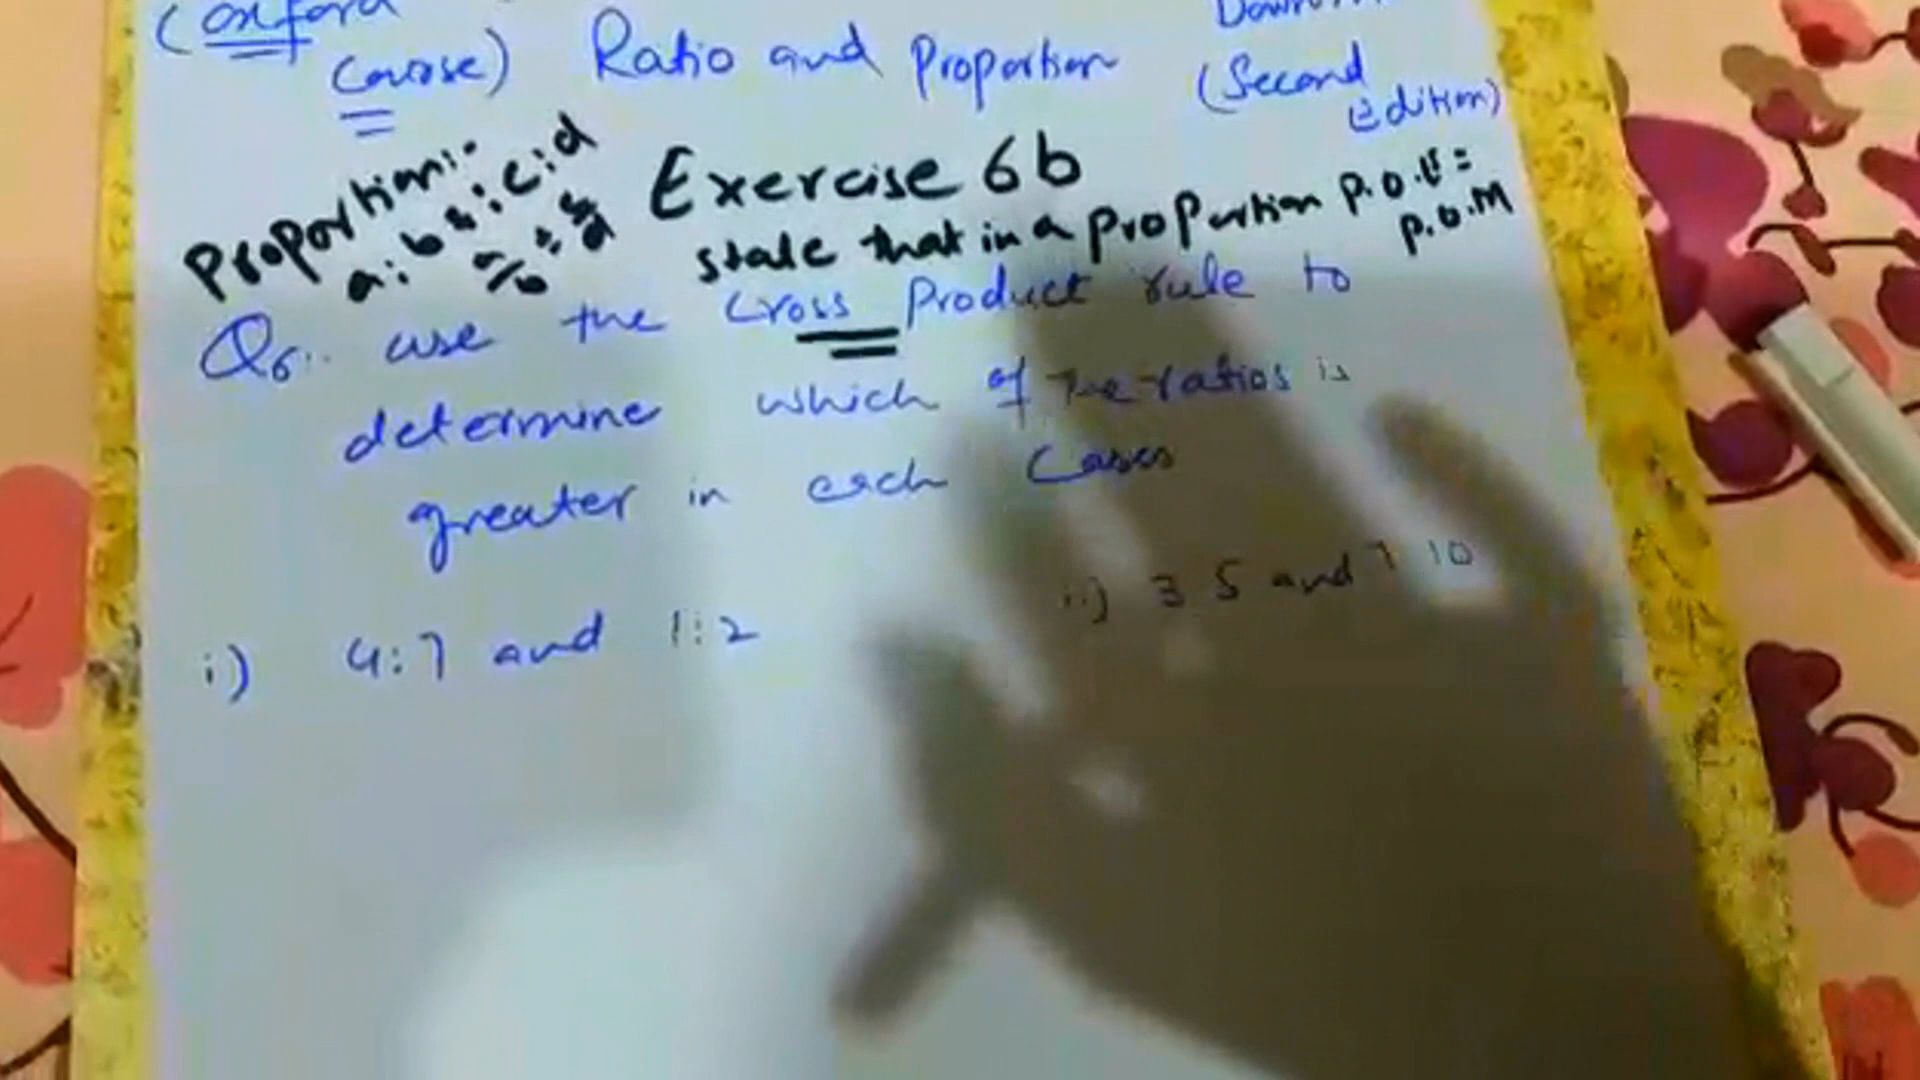 (Oxford
Course) Ratio and Proportion (Second
Edition)
Proportion:-
a:b::c:d
Exercise 6b
state that in a proportion P.O.E =
P.O.M
Q6:- use the cross product rule to
determine which of the ratios is
greater in each cases
i) 4:7 and 1:2
ii) 3 5 and 7 10